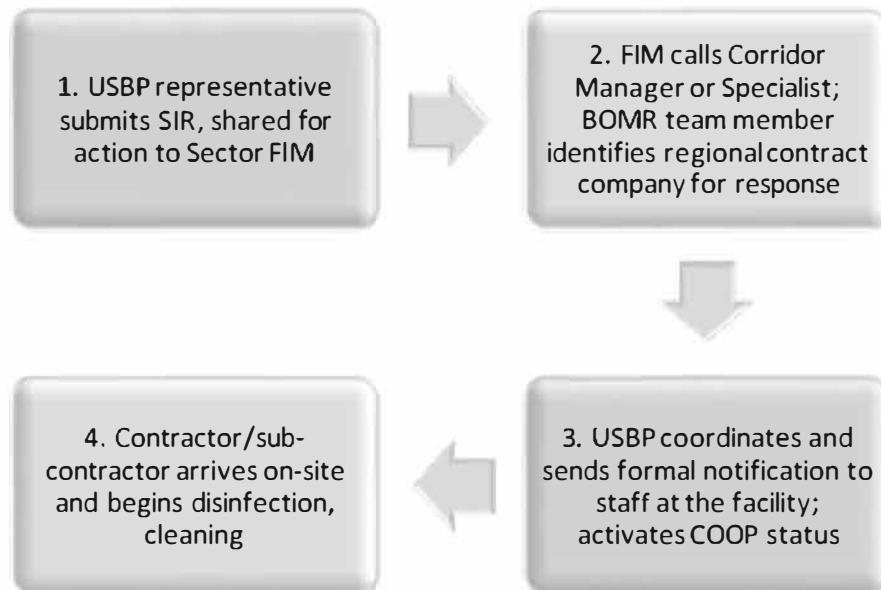 1. USBP representative
submits SIR, shared for
action to Sector FIM
2. FIM calls Corridor
Manager or Specialist;
BOMR team member
identifies regional contract
company for response
3. USBP coordinates and
sends formal notification to
staff at the facility;
activates COOP status
4. Contractor/sub-
contractor arrives on-site
and begins disinfection,
cleaning